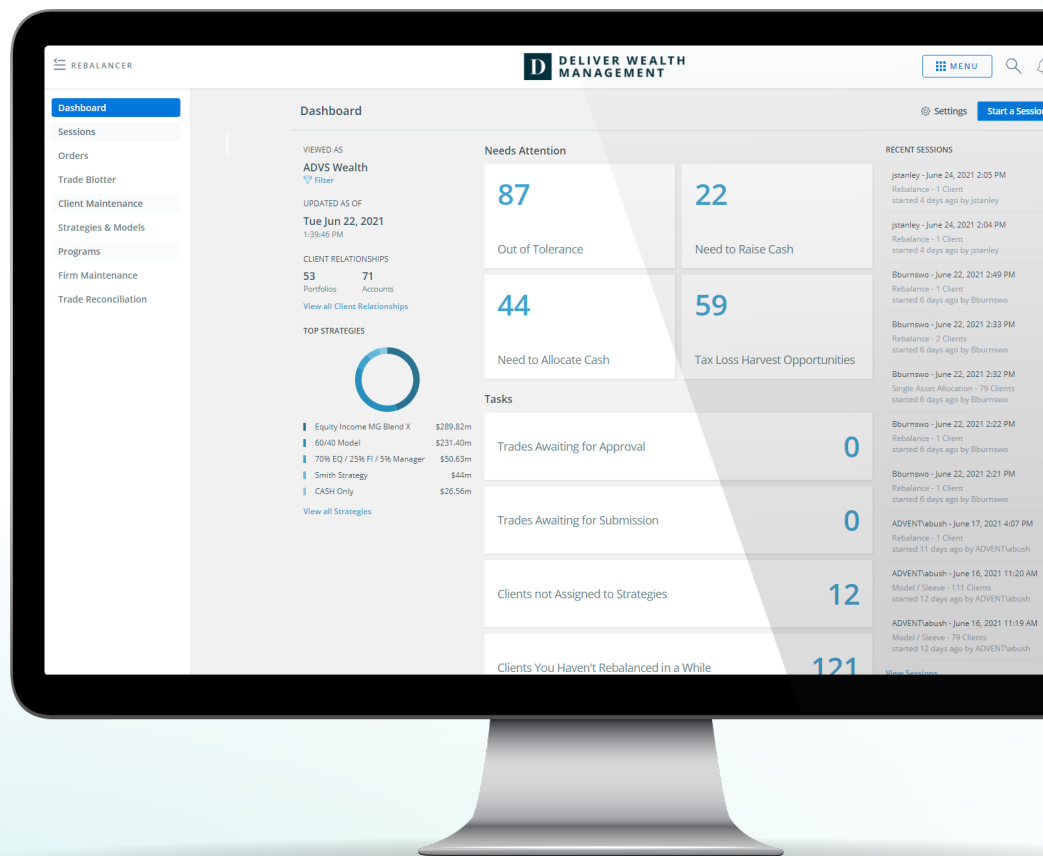 REBALANCER
D DELIVER WEALTH
MANAGEMENT
MENU
Dashboard
Sessions
Orders
Trade Blotter
Client Maintenance
Strategies & Models
Programs
Firm Maintenance
Trade Reconciliation
Dashboard
Settings
Start a Session
VIEWED AS
ADVS Wealth
Filter
UPDATED AS OF
Tue Jun 22, 2021
1:39:46 PM
CLIENT RELATIONSHIPS
53 71
Portfolios Accounts
View all Client Relationships
TOP STRATEGIES
Equity Income MG Blend X $289.82m
60/40 Model $231.40m
70% EQ / 25% FI / 5% Manager $50.63m
Smith Strategy $44m
CASH Only $26.56m
View all Strategies
Needs Attention
87
Out of Tolerance
22
Need to Raise Cash
44
Need to Allocate Cash
59
Tax Loss Harvest Opportunities
Tasks
Trades Awaiting for Approval 0
Trades Awaiting for Submission 0
Clients not Assigned to Strategies 12
Clients You Haven't Rebalanced in a While 121
RECENT SESSIONS
jstanley - June 24, 2021 2:05 PM
Rebalance - 1 Client
started 4 days ago by jstanley
jstanley - June 24, 2021 2:04 PM
Rebalance - 1 Client
started 4 days ago by jstanley
Bburnswo - June 22, 2021 2:49 PM
Rebalance - 1 Client
started 6 days ago by Bburnswo
Bburnswo - June 22, 2021 2:33 PM
Rebalance - 2 Clients
started 6 days ago by Bburnswo
Bburnswo - June 22, 2021 2:32 PM
Single Asset Allocation - 79 Clients
started 6 days ago by Bburnswo
Bburnswo - June 22, 2021 2:22 PM
Rebalance - 1 Client
started 6 days ago by Bburnswo
Bburnswo - June 22, 2021 2:21 PM
Rebalance - 1 Client
started 6 days ago by Bburnswo
ADVENT\abush - June 17, 2021 4:07 PM
Rebalance - 1 Client
started 11 days ago by ADVENT\abush
ADVENT\abush - June 16, 2021 11:20 AM
Model / Sleeve - 111 Clients
started 12 days ago by ADVENT\abush
ADVENT\abush - June 16, 2021 11:19 AM
Model / Sleeve - 79 Clients
started 12 days ago by ADVENT\abush
View Sessions